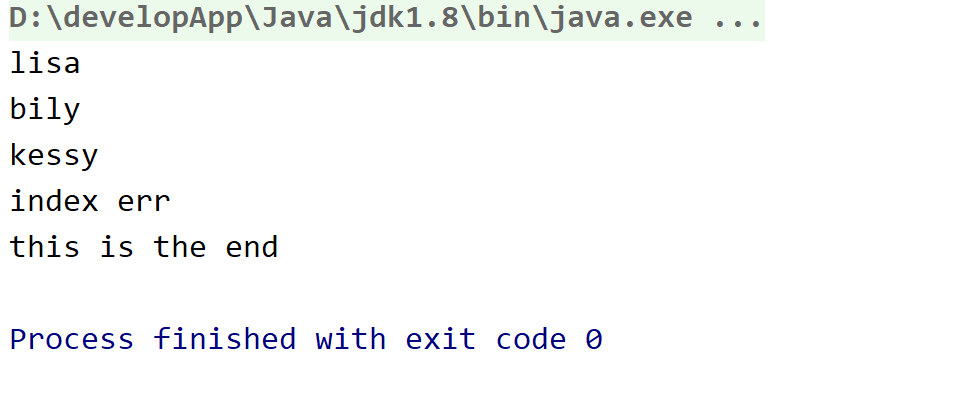 D:\developApp\Java\jdk1.8\bin\java.exe ...
lisa
bily
kessy
index err
this is the end
Process finished with exit code 0